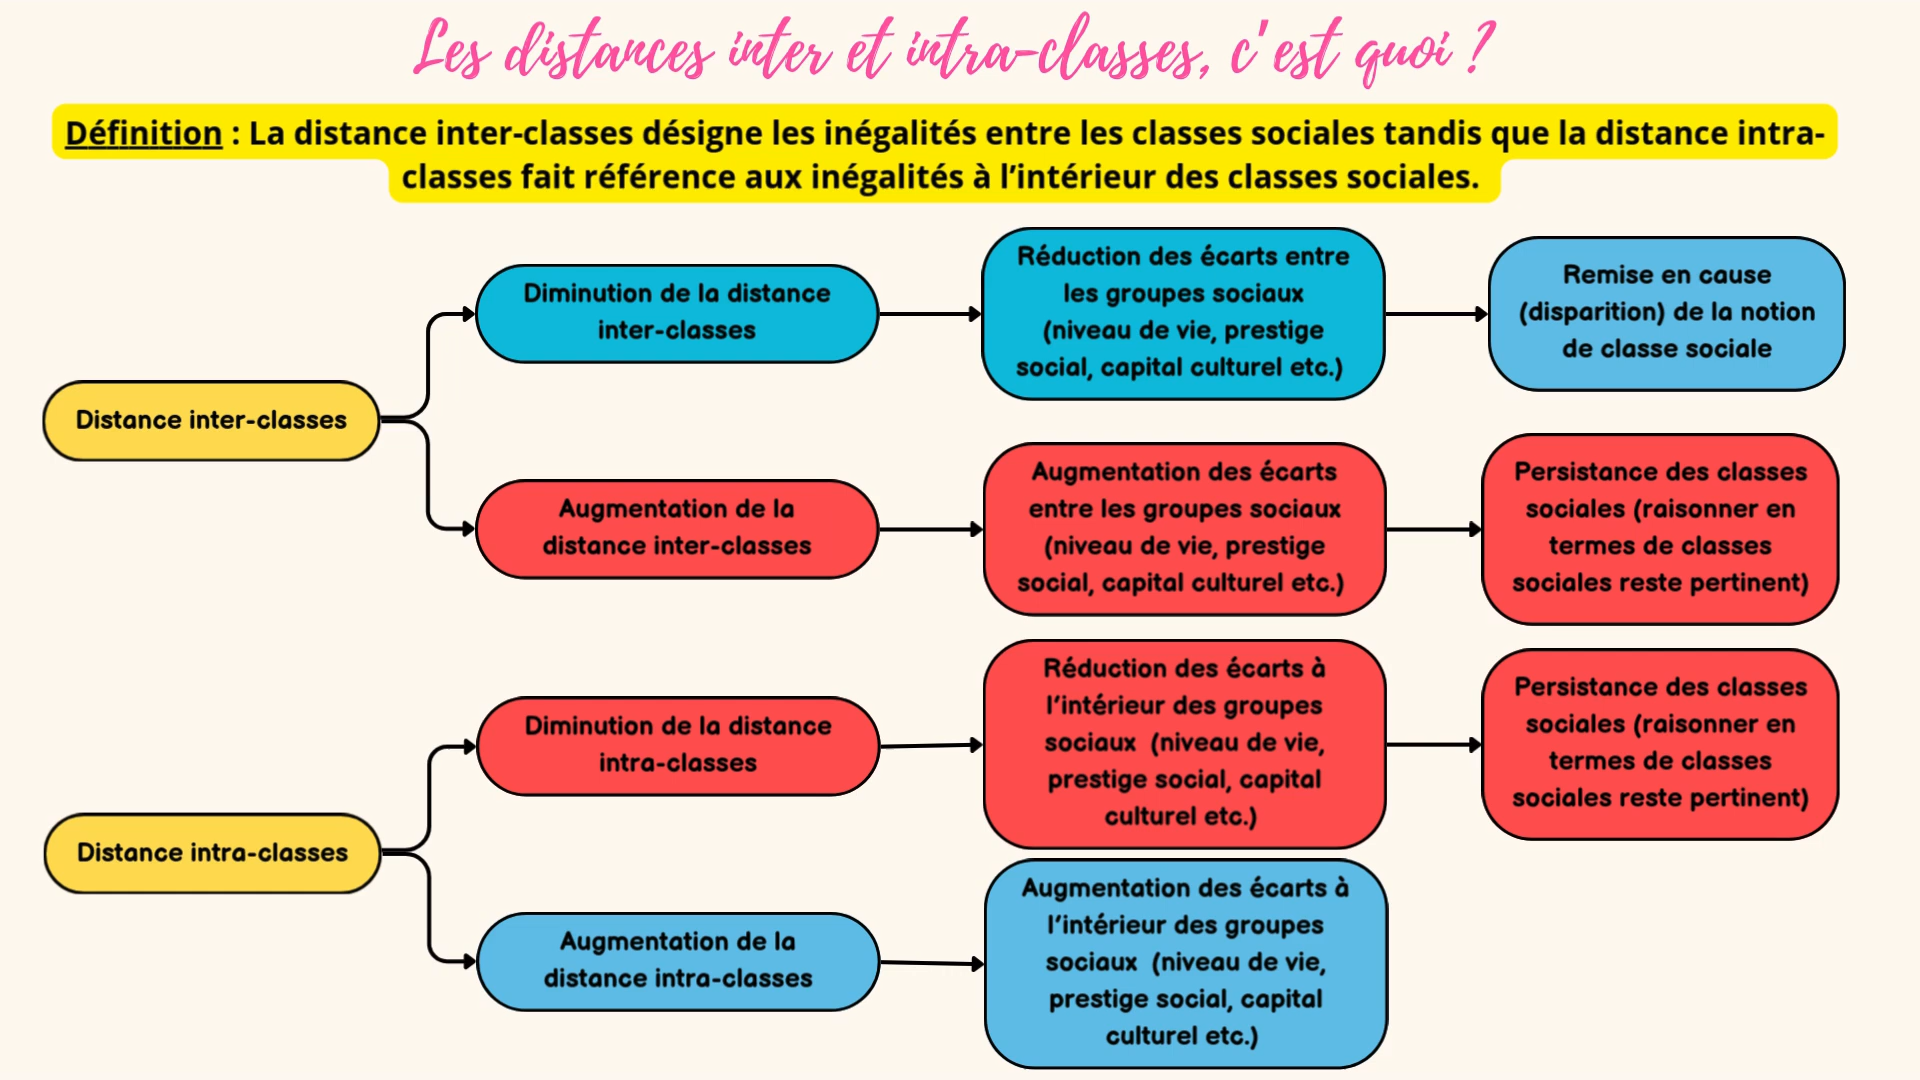 Les distances inter et intra-classes, c'est quoi ?
Définition : La distance inter-classes désigne les inégalités entre les classes sociales tandis que la distance intra-
classes fait référence aux inégalités à l'intérieur des classes sociales.
Distance inter-classes
Diminution de la distance
inter-classes
Réduction des écarts entre
les groupes sociaux
(niveau de vie, prestige
social, capital culturel etc.)
Remise en cause
(disparition) de la notion
de classe sociale
Augmentation de la
distance inter-classes
Augmentation des écarts
entre les groupes sociaux
(niveau de vie, prestige
social, capital culturel etc.)
Persistance des classes
sociales (raisonner en
termes de classes
sociales reste pertinent)
Distance intra-classes
Diminution de la distance
intra-classes
Réduction des écarts à
l'intérieur des groupes
sociaux (niveau de vie,
prestige social, capital
culturel etc.)
Persistance des classes
sociales (raisonner en
termes de classes
sociales reste pertinent)
Augmentation de la
distance intra-classes
Augmentation des écarts à
l'intérieur des groupes
sociaux (niveau de vie,
prestige social, capital
culturel etc.)